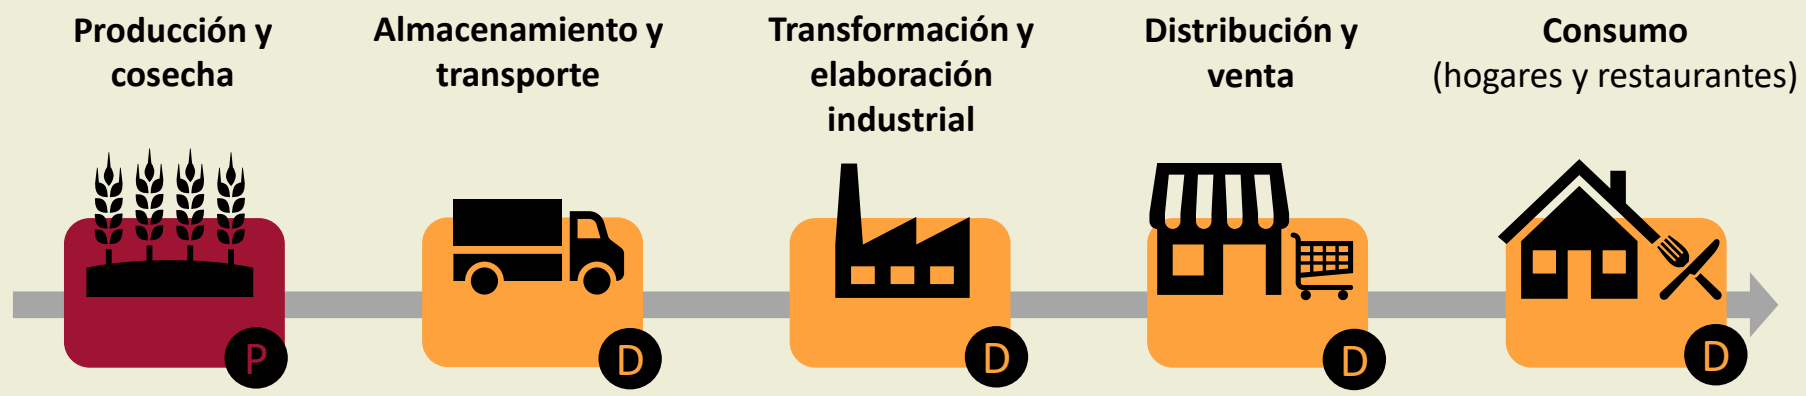 Producción y
cosecha
Almacenamiento y
transporte
Transformación y
elaboración
industrial
Distribución y
venta
Consumo
(hogares y restaurantes)
P
D
D
D
D